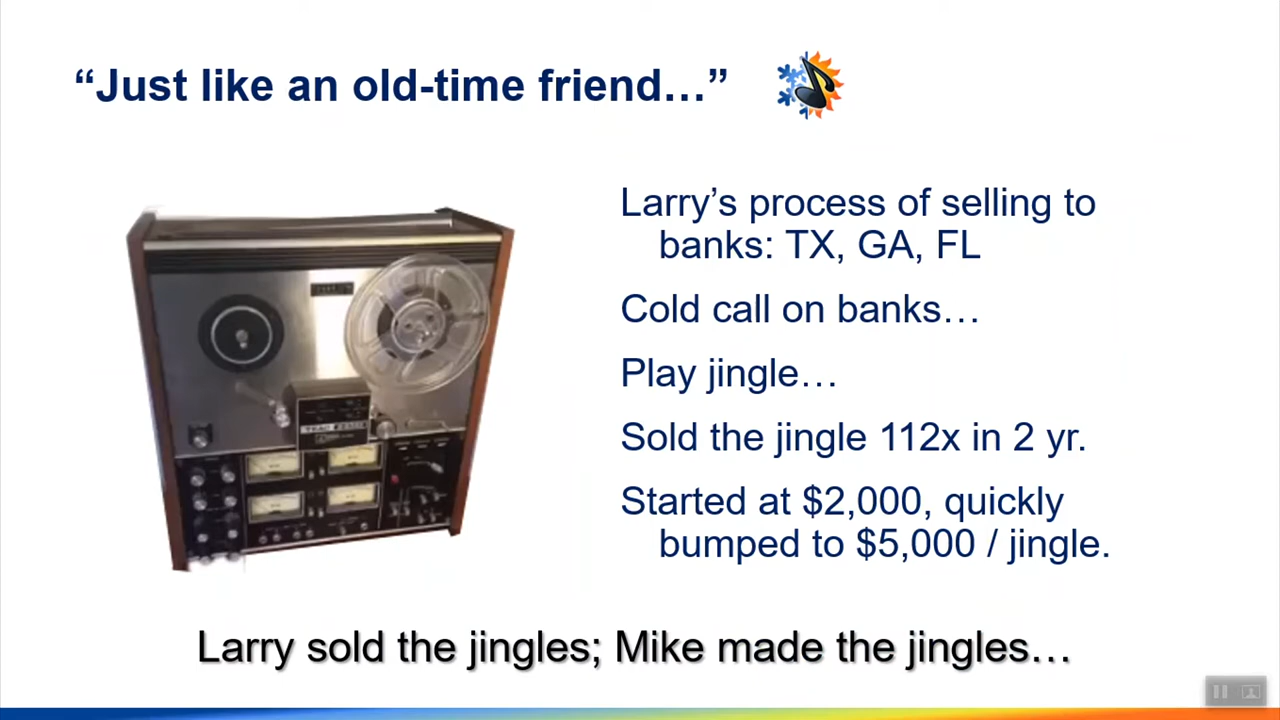 “Just like an old-time friend…”
Larry’s process of selling to
banks: TX, GA, FL
Cold call on banks…
Play jingle…
Sold the jingle 112x in 2 yr.
Started at $2,000, quickly
bumped to $5,000 / jingle.
TEAC
Larry sold the jingles; Mike made the jingles…